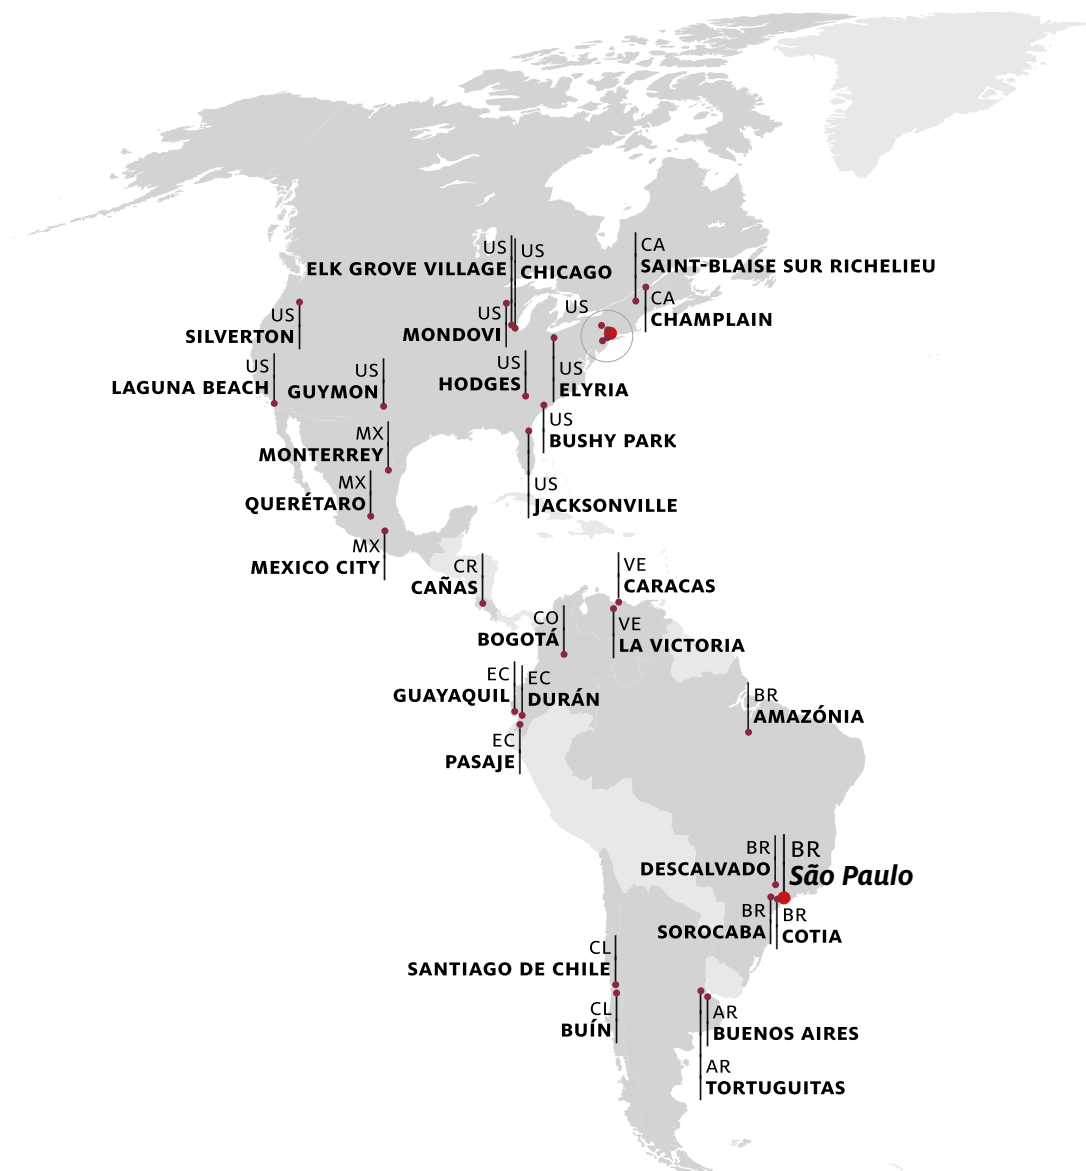 US
ELK GROVE VILLAGE
US
CHICAGO
CA
SAINT-BLAISE SUR RICHELIEU
CA
CHAMPLAIN
US
US
SILVERTON
US
MONDOVI
US
LAGUNA BEACH
US
GUYMON
US
HODGES
US
ELYRIA
US
BUSHY PARK
MX
MONTERREY
MX
QUERÉTARO
US
JACKSONVILLE
MX
MEXICO CITY
CR
CAÑAS
VE
CARACAS
CO
BOGOTÁ
VE
LA VICTORIA
EC
GUAYAQUIL
EC
DURÁN
BR
AMAZÓNIA
EC
PASAJE
BR
DESCALVADO
BR
São Paulo
BR
SOROCABA
BR
COTIA
CL
SANTIAGO DE CHILE
CL
BUÍN
AR
BUENOS AIRES
AR
TORTUGUITAS